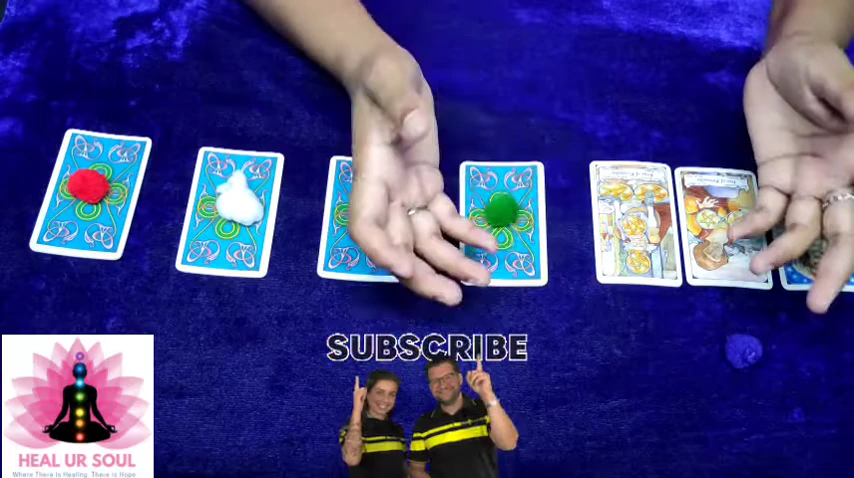 SUBSCRIBE
HEAL UR SOUL
Where There is Healing, There is Hope